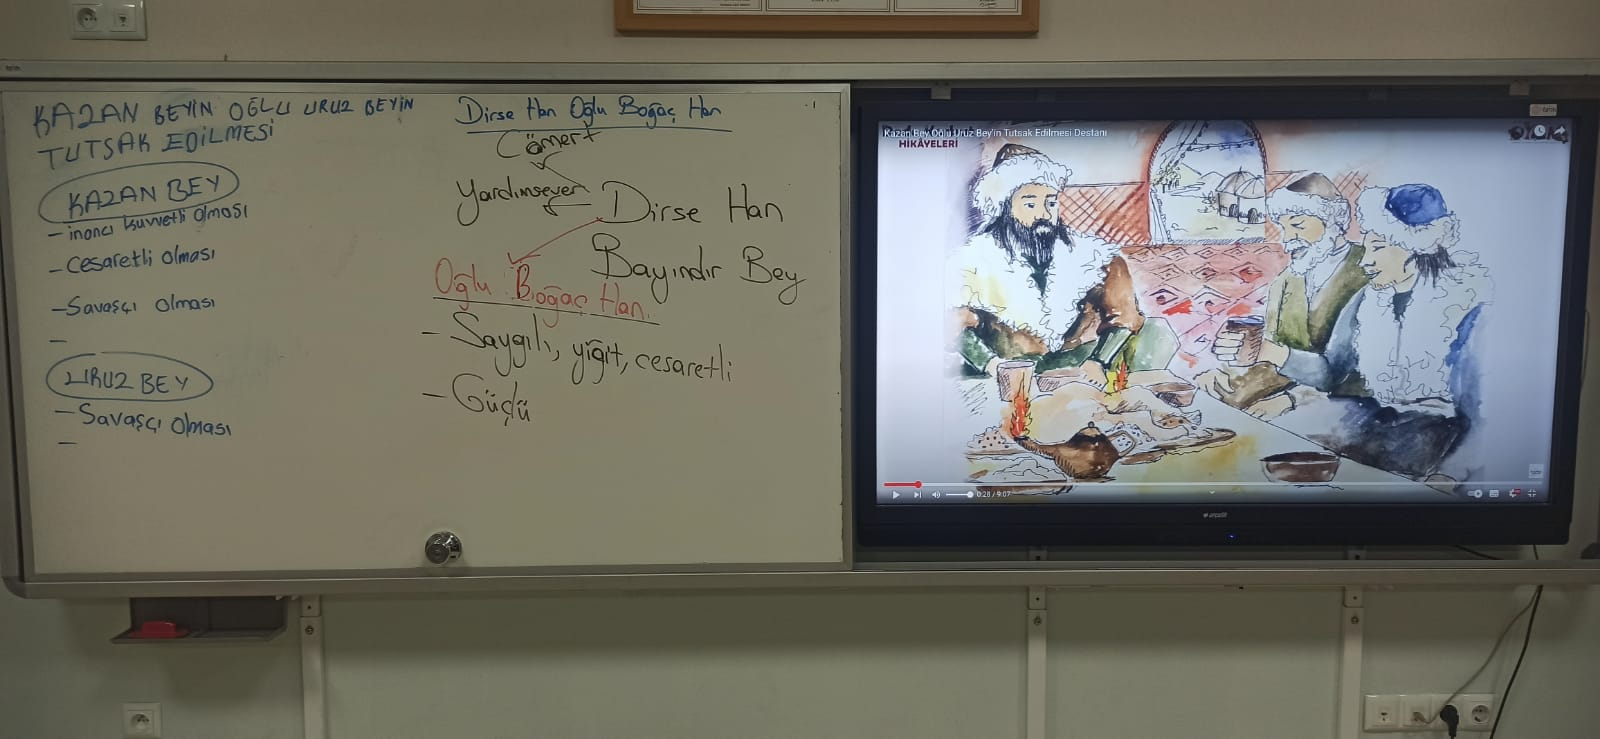 KAZAN BEYİN OĞLU URUZ BEYİN
TUTSAK EDİLMESİ
KAZAN BEY
- inancı kuvvetli olması
- Cesaretli olması
- Savaşçı olması
-
URUZ BEY
- Savaşçı olması
-
Dirse Han Oğlu Boğaç Han
Cömert
Yardımsever
Dirse Han
Bayındır Bey
Oğlu Boğaç Han.
- Saygılı, yiğit, cesaretli
- Güçlü
Kazan Bey Oğlu Uruz Bey'in Tutsak Edilmesi Destanı
HİKÂYELERİ
0:28 / 9:07
arçelik